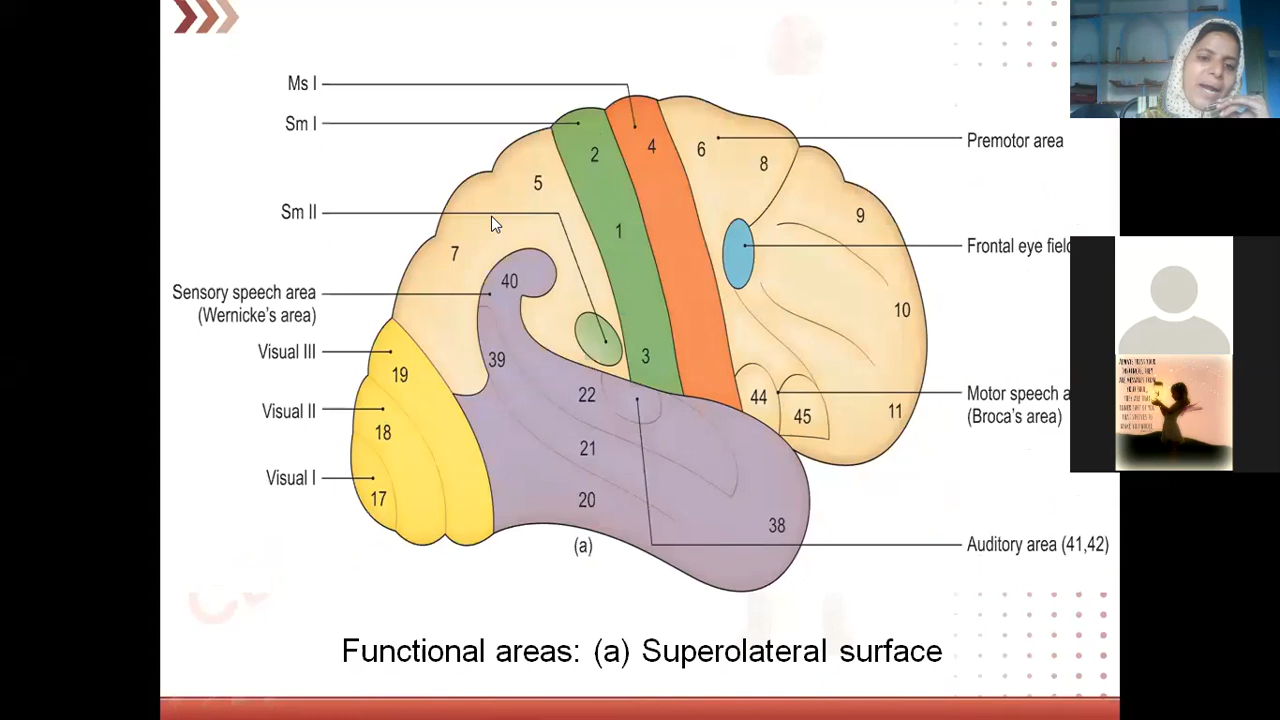 Ms I
Sm I
Sm II
Sensory speech area
(Wernicke's area)
Visual III
Visual II
Visual I
2
4
6
8
5
9
1
7
40
10
3
39
19
22
44
45
11
18
21
17
20
38
(a)
Premotor area
Frontal eye field
Motor speech a
(Broca's area)
Auditory area (41,42)
Functional areas: (a) Superolateral surface